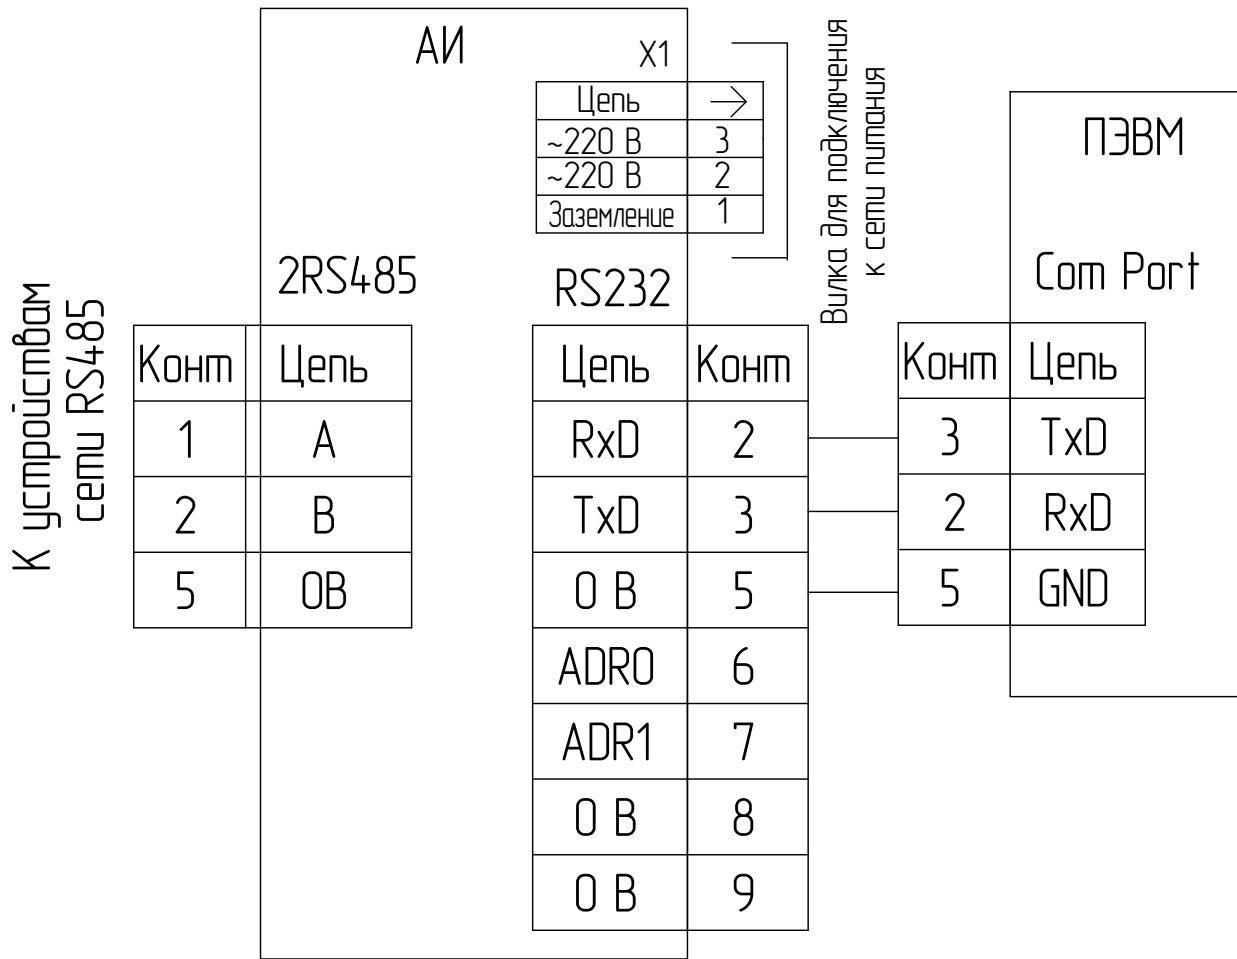 АИ
X1
Цепь
~220 В 3
~220 В 2
Заземление 1
Вилка для подключения
к сети питания
ПЭВМ
2RS485
RS232
Com Port
К устройствам
сети RS485
Конт Цепь
1 A
2 B
5 0В
Цепь Конт
RxD 2
TxD 3
0 В 5
ADR0 6
ADR1 7
0 В 8
0 В 9
Конт Цепь
3 TxD
2 RxD
5 GND